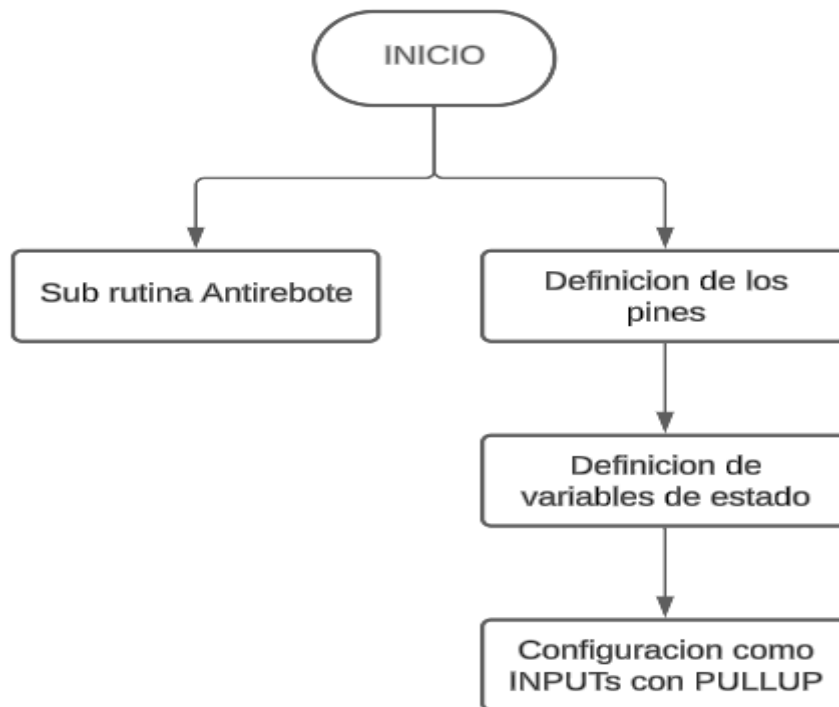 INICIO
Sub rutina Antirebote
Definicion de los
pines
Definicion de
variables de estado
Configuracion como
INPUTs con PULLUP